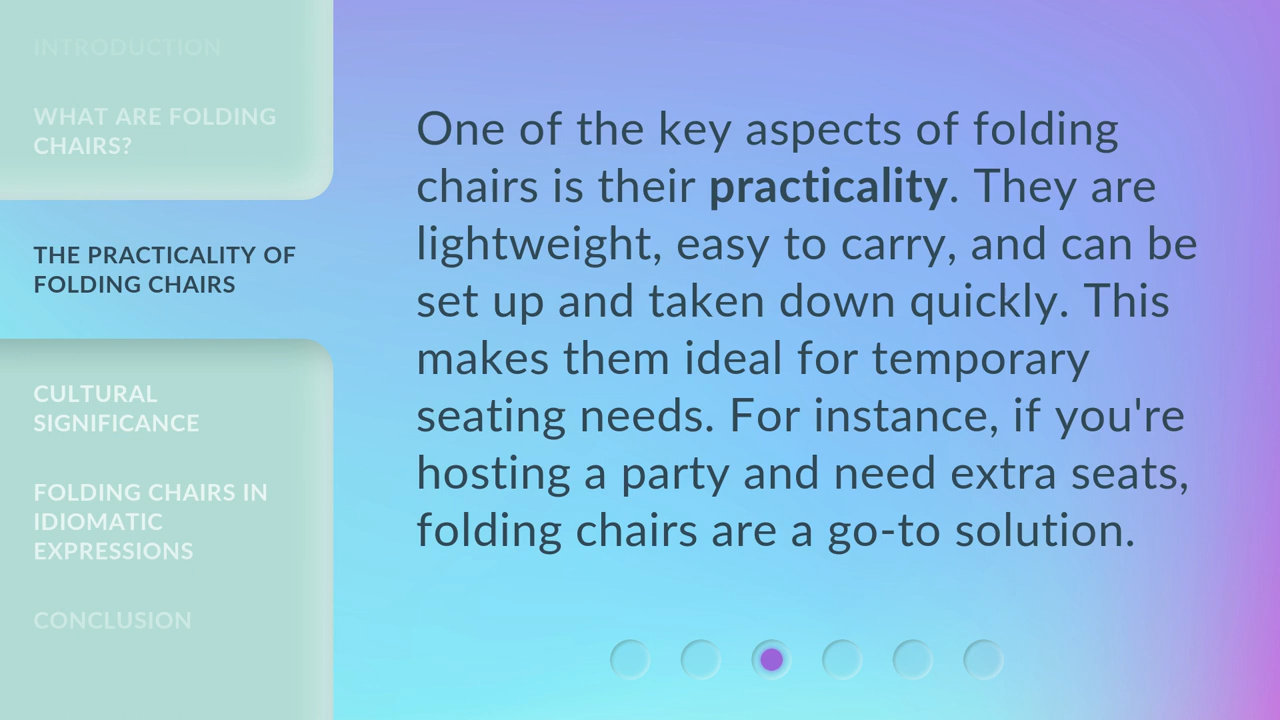 INTRODUCTION
WHAT ARE FOLDING
CHAIRS?
THE PRACTICALITY OF
FOLDING CHAIRS
CULTURAL
SIGNIFICANCE
FOLDING CHAIRS IN
IDIOMATIC
EXPRESSIONS
CONCLUSION
One of the key aspects of folding
chairs is their practicality. They are
lightweight, easy to carry, and can be
set up and taken down quickly. This
makes them ideal for temporary
seating needs. For instance, if you're
hosting a party and need extra seats,
folding chairs are a go-to solution.